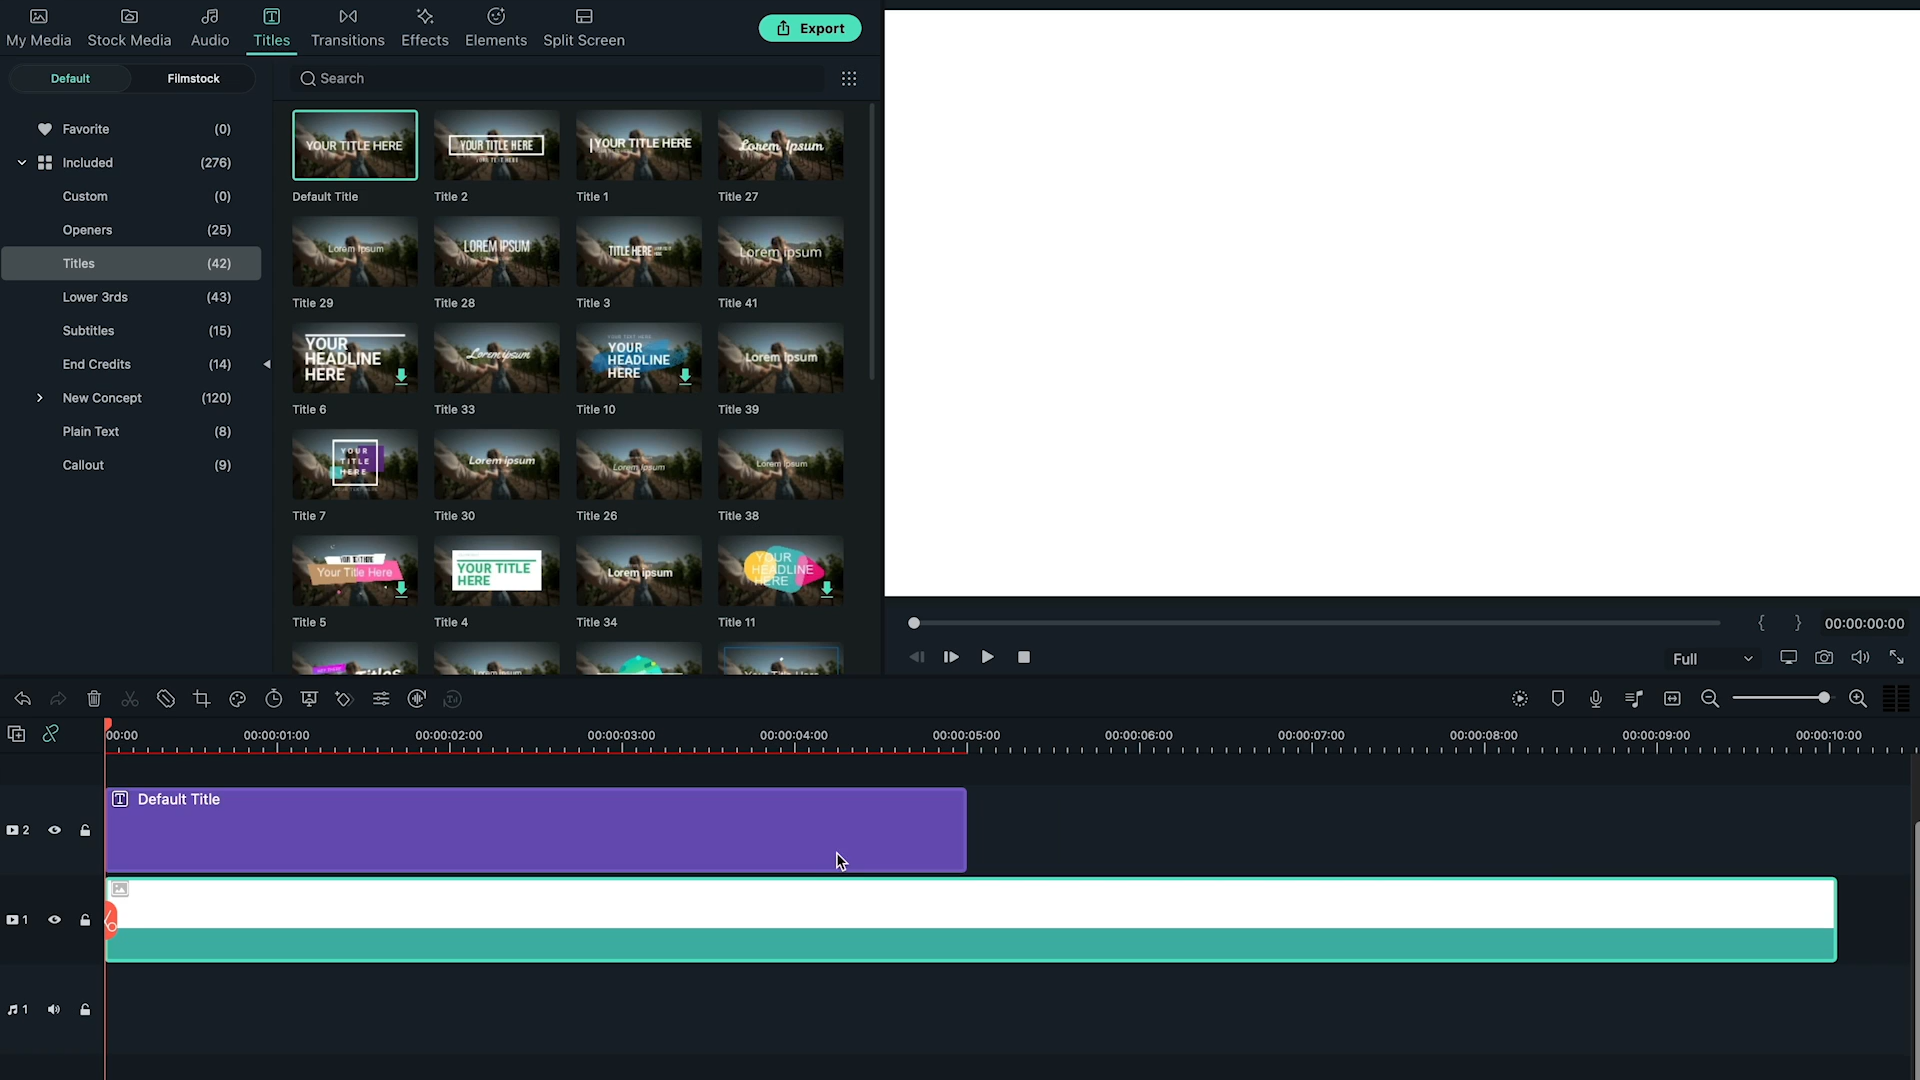 My Media
Stock Media
Audio
Titles
Transitions
Effects
Elements
Split Screen
Export
Default
Filmstock
Search
Favorite (0)
Included (276)
Custom (0)
Openers (25)
Titles (42)
Lower 3rds (43)
Subtitles (15)
End Credits (14)
New Concept (120)
Plain Text (8)
Callout (9)
YOUR TITLE HERE
YOUR TITLE HERE
YOUR TITLE HERE
Lorem Ipsum
Default Title
Title 2
Title 1
Title 27
Lorem Ipsum
LOREM IPSUM
TITLE HERE
Lorem ipsum
Title 29
Title 28
Title 3
Title 41
YOUR
HEADLINE
HERE
Lorem ipsum
YOUR TEXT HERE
YOUR
HEADLINE
HERE
Lorem Ipsum
Title 6
Title 33
Title 10
Title 39
YOUR
TITLE
HERE
Lorem ipsum
Lorem Ipsum
Lorem Ipsum
Title 7
Title 30
Title 26
Title 38
Your Title Here
YOUR TITLE
HERE
Lorem ipsum
YOUR
HEADLINE
HERE
Title 5
Title 4
Title 34
Title 11
Titles
Your Title Here
{ } 00:00:00:00
Full
00:00
00:00:01:00
00:00:02:00
00:00:03:00
00:00:04:00
00:00:05:00
00:00:06:00
00:00:07:00
00:00:08:00
00:00:09:00
00:00:10:00
Default Title
2
1
1